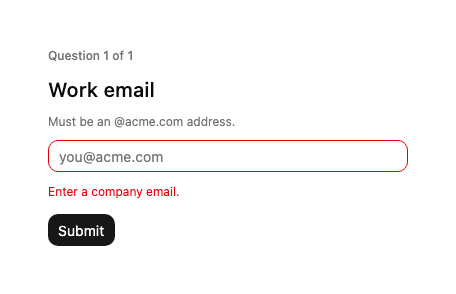 Question 1 of 1
Work email
Must be an @acme.com address.
you@acme.com
Enter a company email.
Submit